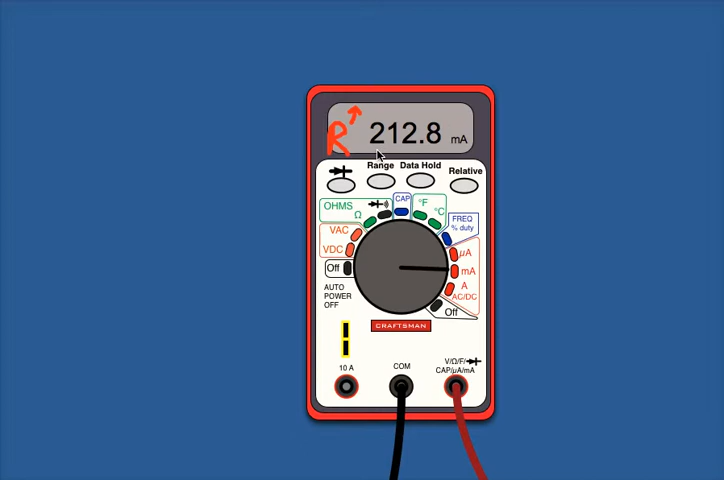 R 212.8 mA
Range Data Hold Relative
OHMS Ω CAP °F °C
FREQ
% duty
VAC
VDC
Off
µA
mA
A
AC/DC
Off
AUTO
POWER
OFF
CRAFTSMAN
10 A COM V/Ω/F/
CAP/µA/mA